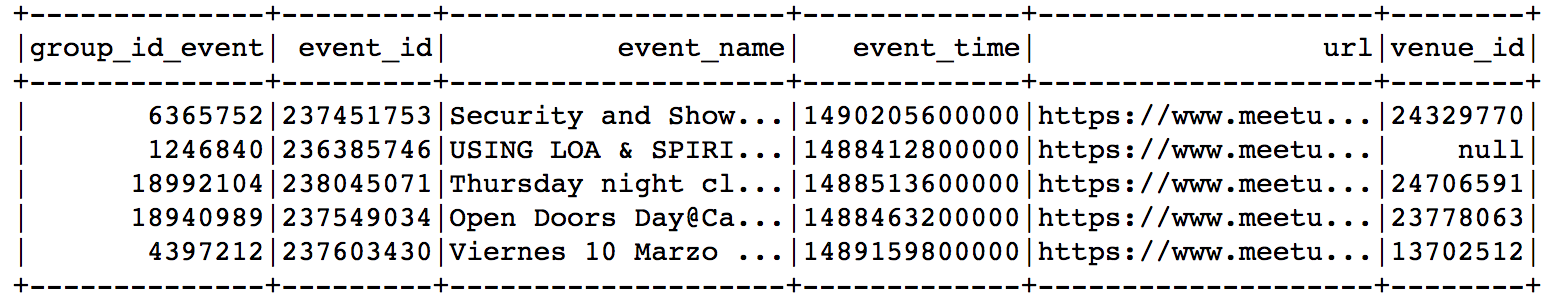 +--------------+---------+--------------------+-------------+--------------------+--------+
|group_id_event| event_id|          event_name|   event_time|                 url|venue_id|
+--------------+---------+--------------------+-------------+--------------------+--------+
|       6365752|237451753|Security and Show...|1490205600000|https://www.meetu...|24329770|
|       1246840|236385746|USING LOA & SPIRI...|1488412800000|https://www.meetu...|    null|
|      18992104|238045071|Thursday night cl...|1488513600000|https://www.meetu...|24706591|
|      18940989|237549034|Open Doors Day@Ca...|1488463200000|https://www.meetu...|23778063|
|       4397212|237603430|Viernes 10 Marzo ...|1489159800000|https://www.meetu...|13702512|
+--------------+---------+--------------------+-------------+--------------------+--------+